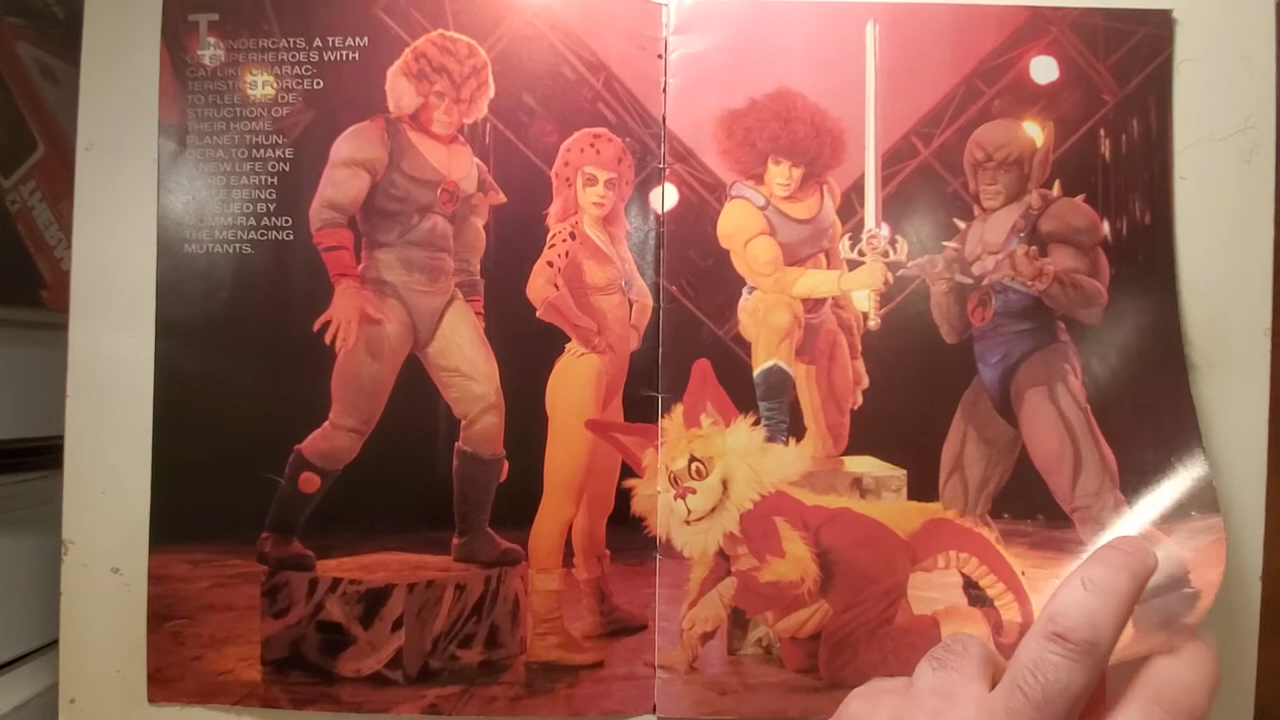 THUNDERCATS, A TEAM
OF SUPERHEROES WITH
CAT LIKE CHARAC-
TERISTICS FORCED
TO FLEE THE DE-
STRUCTION OF
THEIR HOME
PLANET THUN-
DERA, TO MAKE
A NEW LIFE ON
THIRD EARTH
WHILE BEING
PURSUED BY
MUMM-RA AND
THE MENACING
MUTANTS.